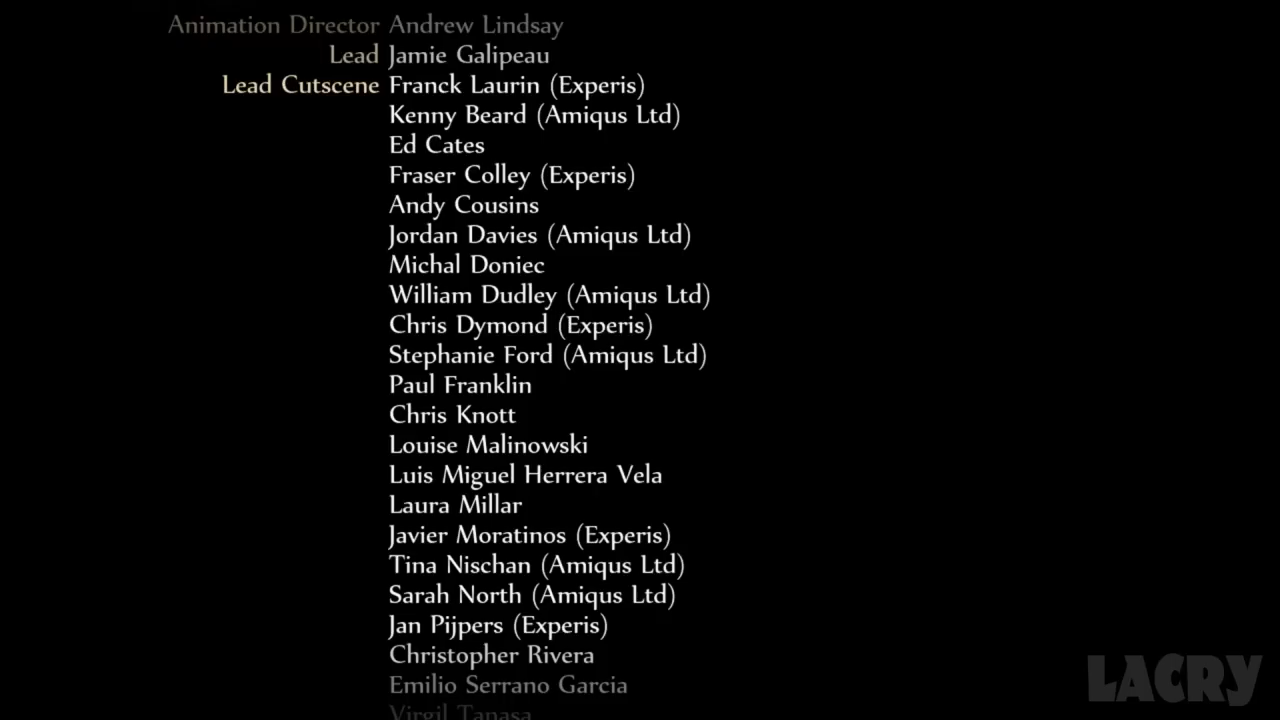 Animation Director Andrew Lindsay
Lead Jamie Galipeau
Lead Cutscene Franck Laurin (Experis)
Kenny Beard (Amiqus Ltd)
Ed Cates
Fraser Colley (Experis)
Andy Cousins
Jordan Davies (Amiqus Ltd)
Michal Doniec
William Dudley (Amiqus Ltd)
Chris Dymond (Experis)
Stephanie Ford (Amiqus Ltd)
Paul Franklin
Chris Knott
Louise Malinowski
Luis Miguel Herrera Vela
Laura Millar
Javier Moratinos (Experis)
Tina Nischan (Amiqus Ltd)
Sarah North (Amiqus Ltd)
Jan Pijpers (Experis)
Christopher Rivera
Emilio Serrano Garcia
Virgil Tanasa
LACRY